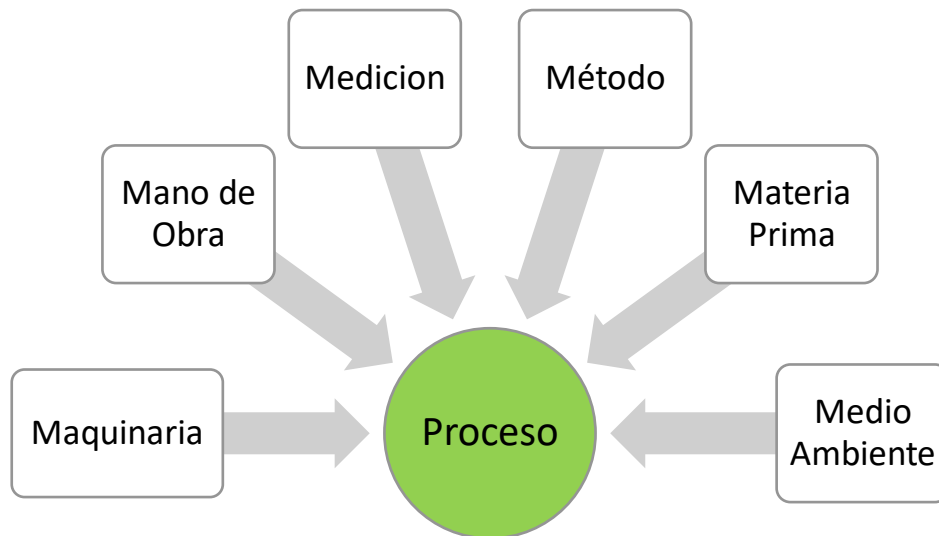 Medicion
Método
Mano de
Obra
Materia
Prima
Maquinaria
Proceso
Medio
Ambiente